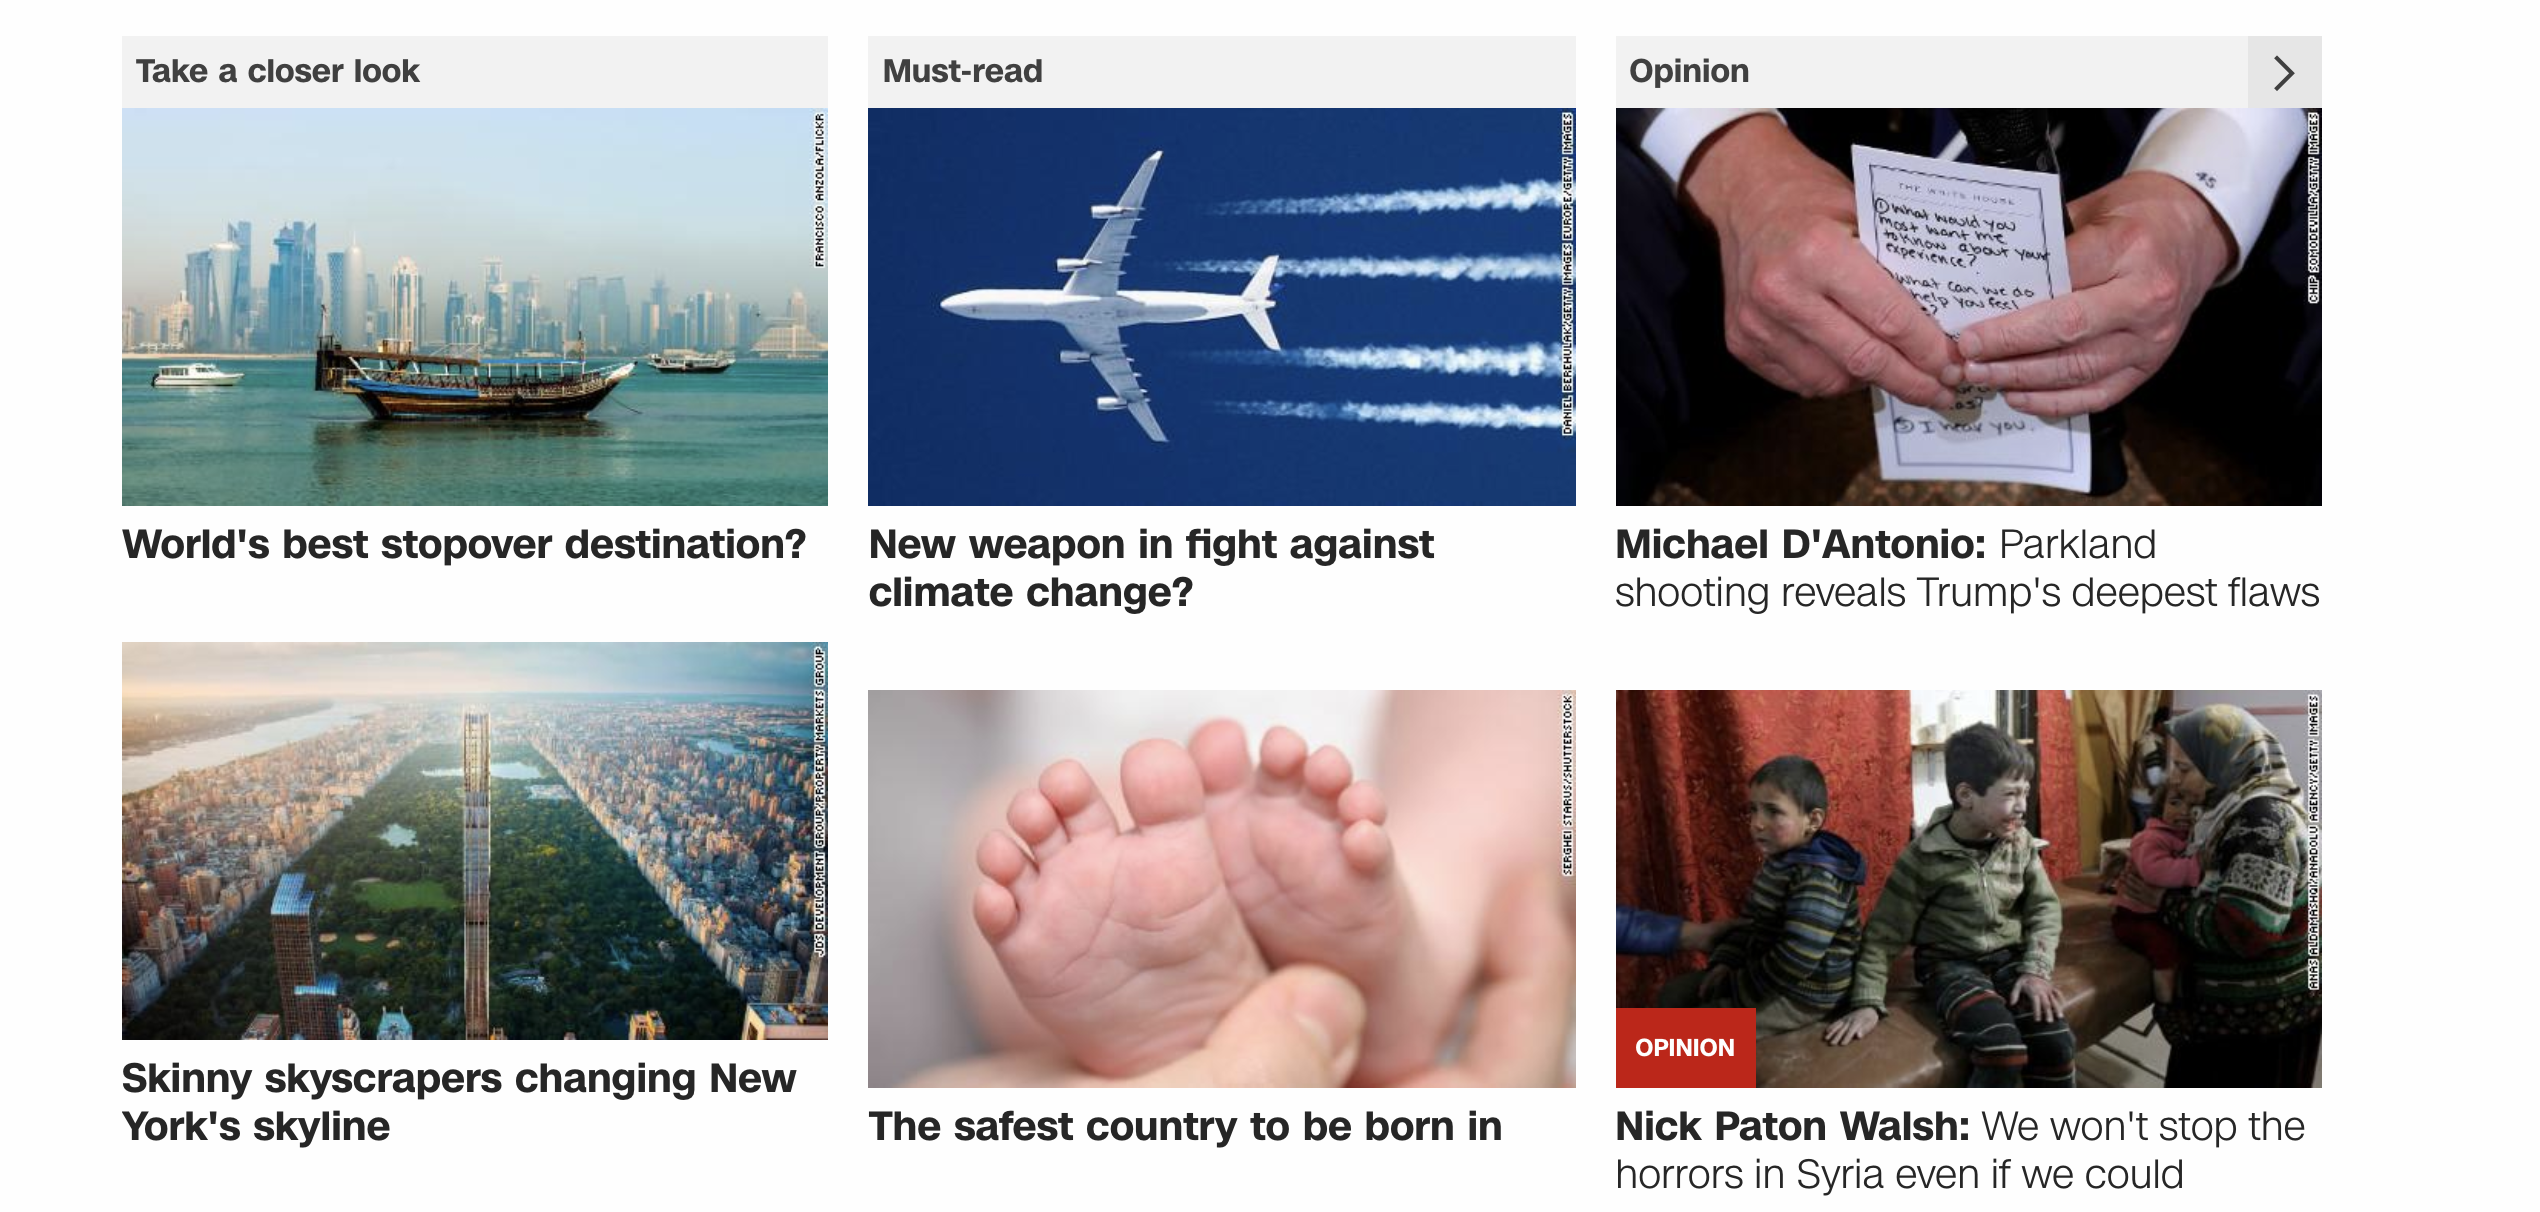 Take a closer look
FRANCISCO ANZOLA/FLICKR
World's best stopover destination?
JDS DEVELOPMENT GROUP/PROPERTY MARKETS GROUP
Skinny skyscrapers changing New
York's skyline
Must-read
DANIEL BEREHULAK/GETTY IMAGES EUROPE/GETTY IMAGES
New weapon in fight against
climate change?
SERGHEI STARUS/SHUTTERSTOCK
The safest country to be born in
Opinion
THE WHITE HOUSE
① What would you
most want me
to know about your
experience?
What can we do
help you feel
⑤ I hear you.
45
CHIP SOMODEVILLA/GETTY IMAGES
Michael D'Antonio: Parkland
shooting reveals Trump's deepest flaws
ANAS ALDAMASHQI/ANADOLU AGENCY/GETTY IMAGES
OPINION
Nick Paton Walsh: We won't stop the
horrors in Syria even if we could